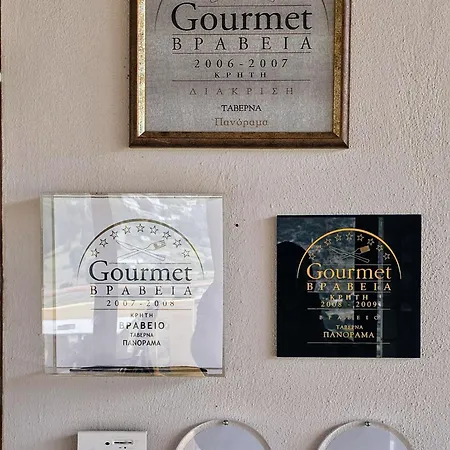 Gourmet
ΒΡΑΒΕΙΑ
2006-2007
ΚΡΗΤΗ
ΔΙΑΚΡΙΣΗ
ΤΑΒΕΡΝΑ
Πανόραμα
Gourmet
ΒΡΑΒΕΙΑ
2007-2008
ΚΡΗΤΗ
ΒΡΑΒΕΙΟ
ΤΑΒΕΡΝΑ
ΠΑΝΟΡΑΜΑ
Gourmet
ΒΡΑΒΕΙΑ
ΚΡΗΤΗ
2008-2009
ΒΡΑΒΕΙΟ
ΤΑΒΕΡΝΑ
ΠΑΝΟΡΑΜΑ